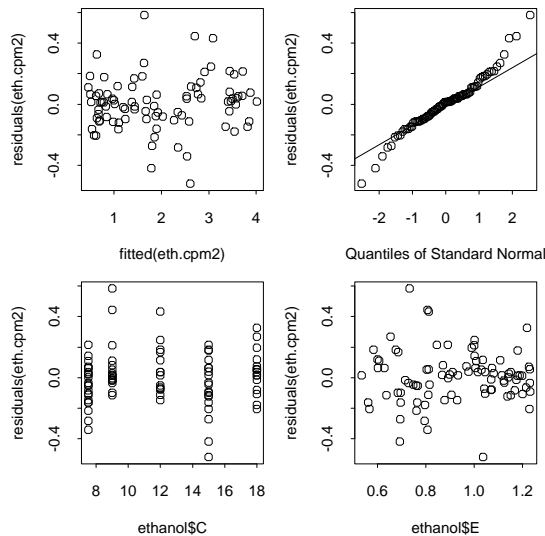 residuals(eth.cpm2)
-0.4 0.0 0.4
1 2 3 4
fitted(eth.cpm2)
residuals(eth.cpm2)
-0.4 0.0 0.4
-2 -1 0 1 2
Quantiles of Standard Normal
residuals(eth.cpm2)
-0.4 0.0 0.4
8 10 12 14 16 18
ethanol$C
residuals(eth.cpm2)
-0.4 0.0 0.4
0.6 0.8 1.0 1.2
ethanol$E